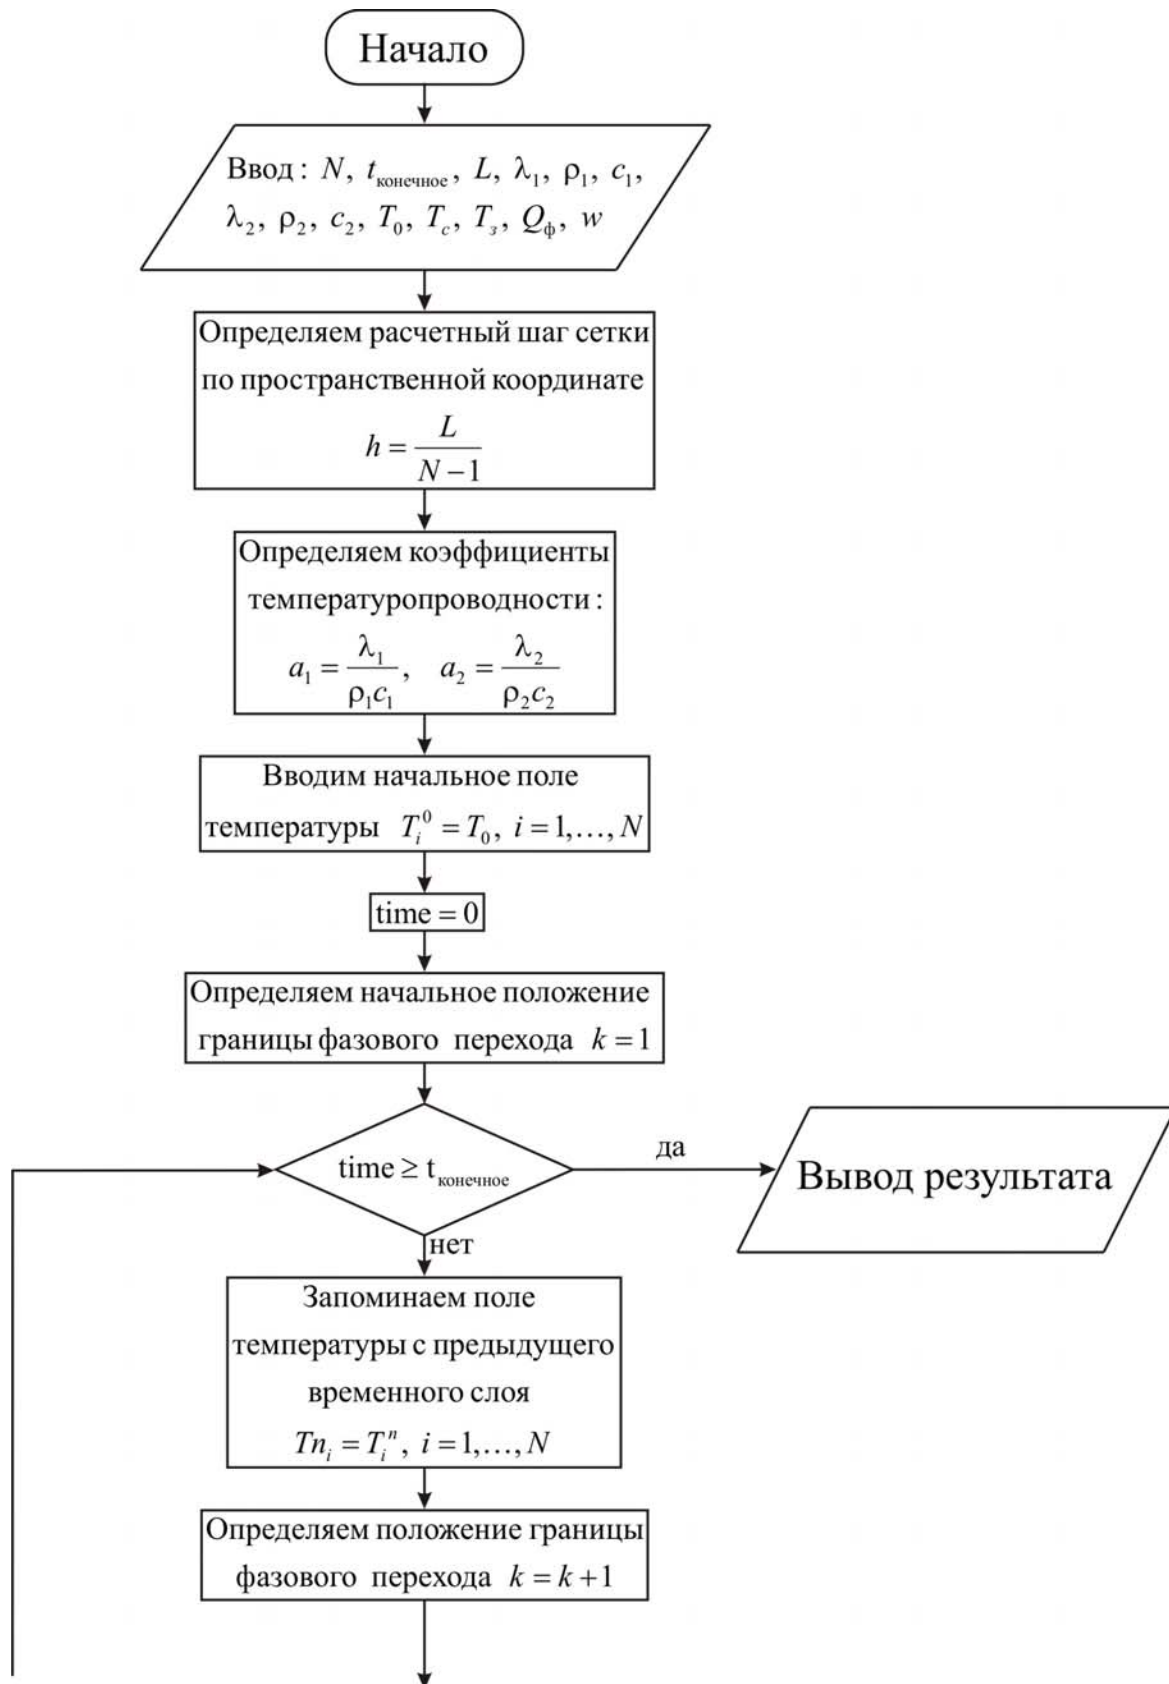 Начало
Ввод : N, t конечное, L, λ₁, ρ₁, c₁,
λ₂, ρ₂, c₂, T₀, T_c, T_з, Q_ф, w
Определяем расчетный шаг сетки
по пространственной координате
h = L / (N − 1)
Определяем коэффициенты
температуропроводности :
a₁ = λ₁ / (ρ₁c₁), a₂ = λ₂ / (ρ₂c₂)
Вводим начальное поле
температуры T_i^0 = T₀, i = 1,…, N
time = 0
Определяем начальное положение
границы фазового перехода k = 1
time ≥ t конечное
да
Вывод результата
нет
Запоминаем поле
температуры с предыдущего
временного слоя
Tn_i = T_i^n, i = 1,…, N
Определяем положение границы
фазового перехода k = k + 1